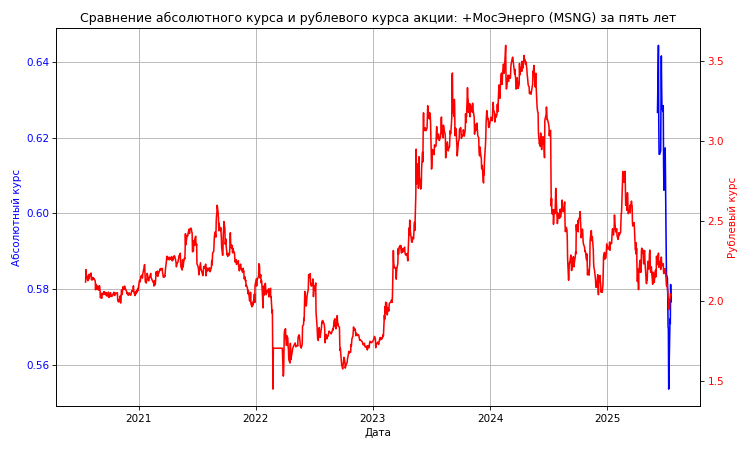 Сравнение абсолютного курса и рублевого курса акции: +МосЭнерго (MSNG) за пять лет
0.64
0.62
0.60
0.58
0.56
Абсолютный курс
3.5
3.0
2.5
2.0
1.5
Рублевый курс
2021 2022 2023 2024 2025
Дата